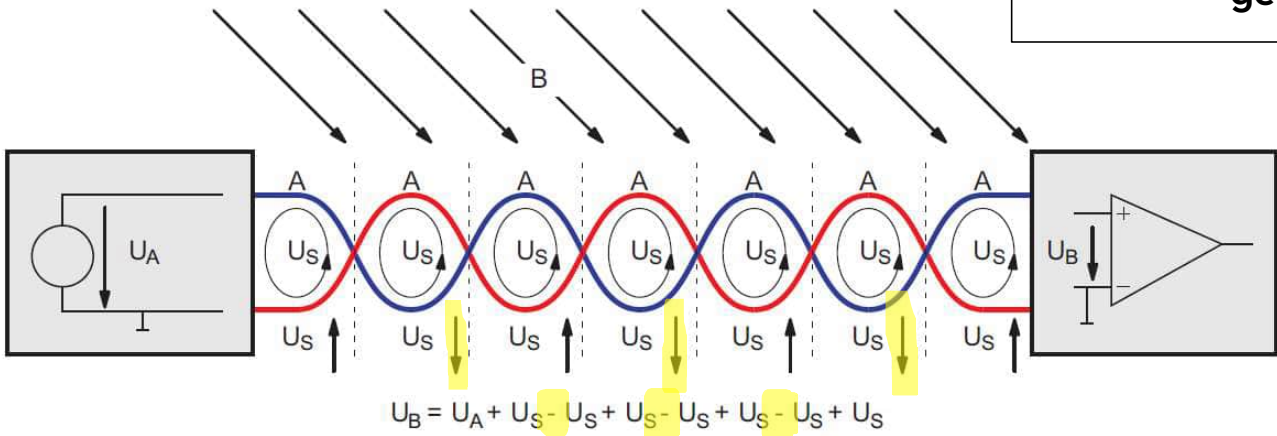 ge
B
A A A A A A A
U_A U_S U_S U_S U_S U_S U_S U_S U_B + −
U_S U_S U_S U_S U_S U_S U_S
U_B = U_A + U_S - U_S + U_S - U_S + U_S - U_S + U_S